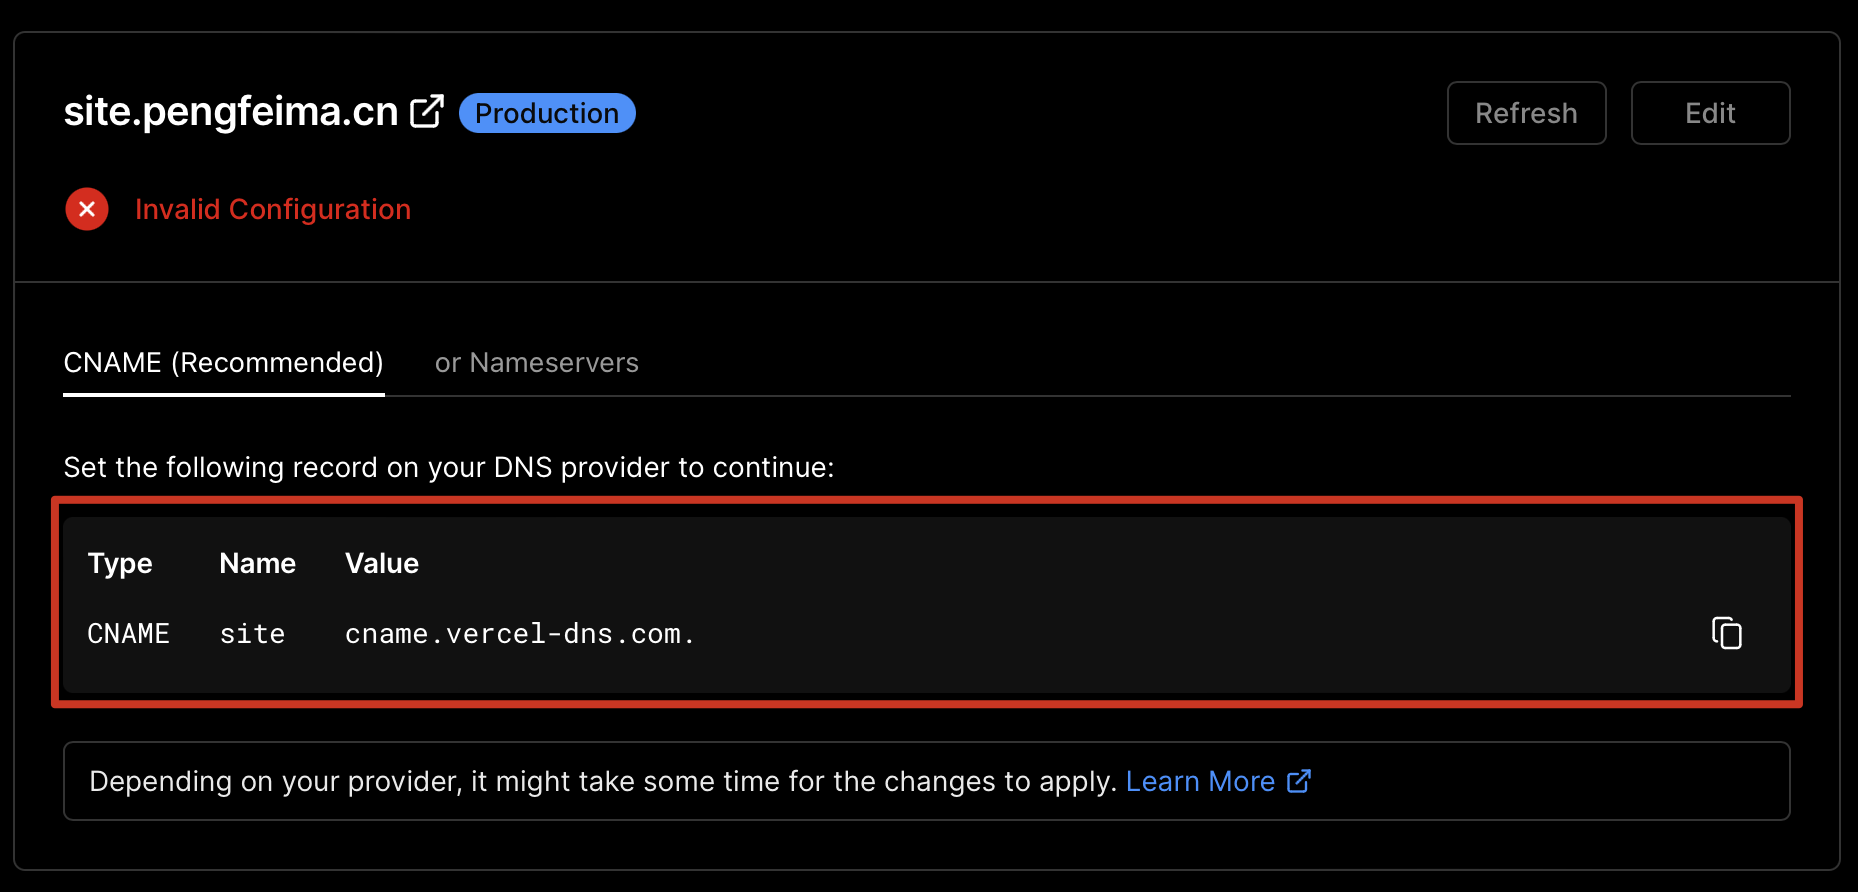 site.pengfeima.cn Production Refresh Edit
Invalid Configuration
CNAME (Recommended) or Nameservers
Set the following record on your DNS provider to continue:
Type Name Value
CNAME site cname.vercel-dns.com.
Depending on your provider, it might take some time for the changes to apply. Learn More